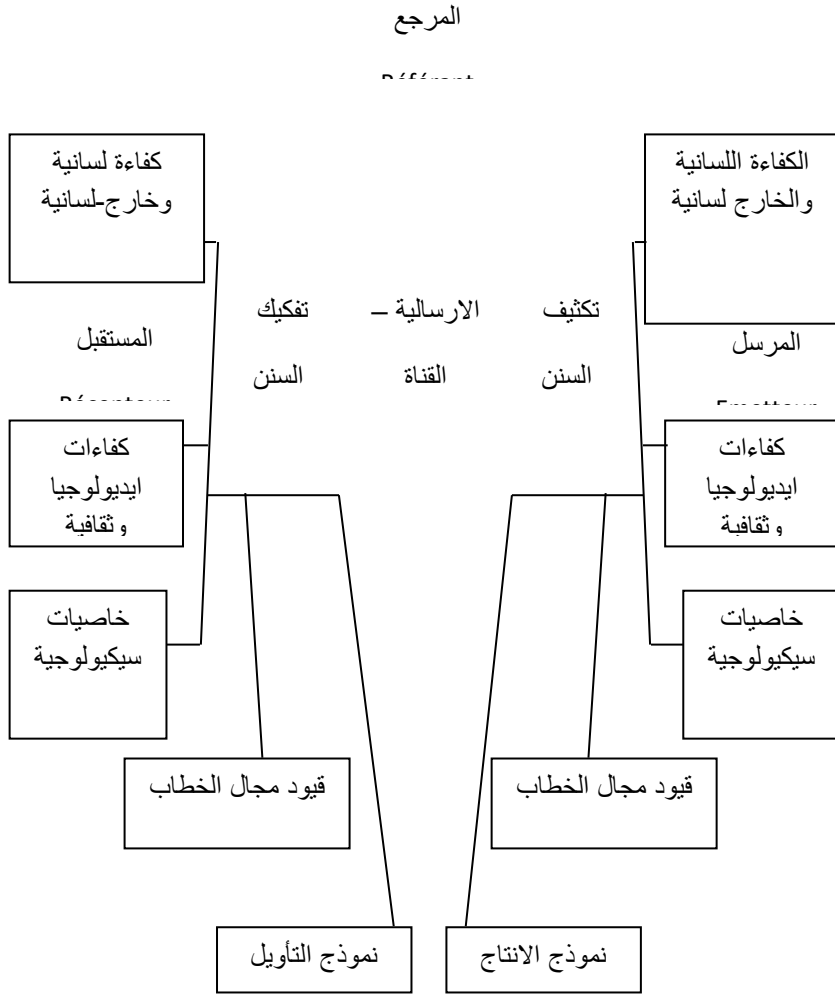 المرجع
الكفاءة اللسانية
والخارج لسانية
كفاءة لسانية
وخارج-لسانية
تكثيف
الارسالية –
تفكيك
السنن
القناة
السنن
المرسل
المستقبل
كفاءات
ايديولوجيا
وثقافية
كفاءات
ايديولوجيا
وثقافية
خاصيات
سيكيولوجية
خاصيات
سيكيولوجية
قيود مجال الخطاب
قيود مجال الخطاب
نموذج الانتاج
نموذج التأويل